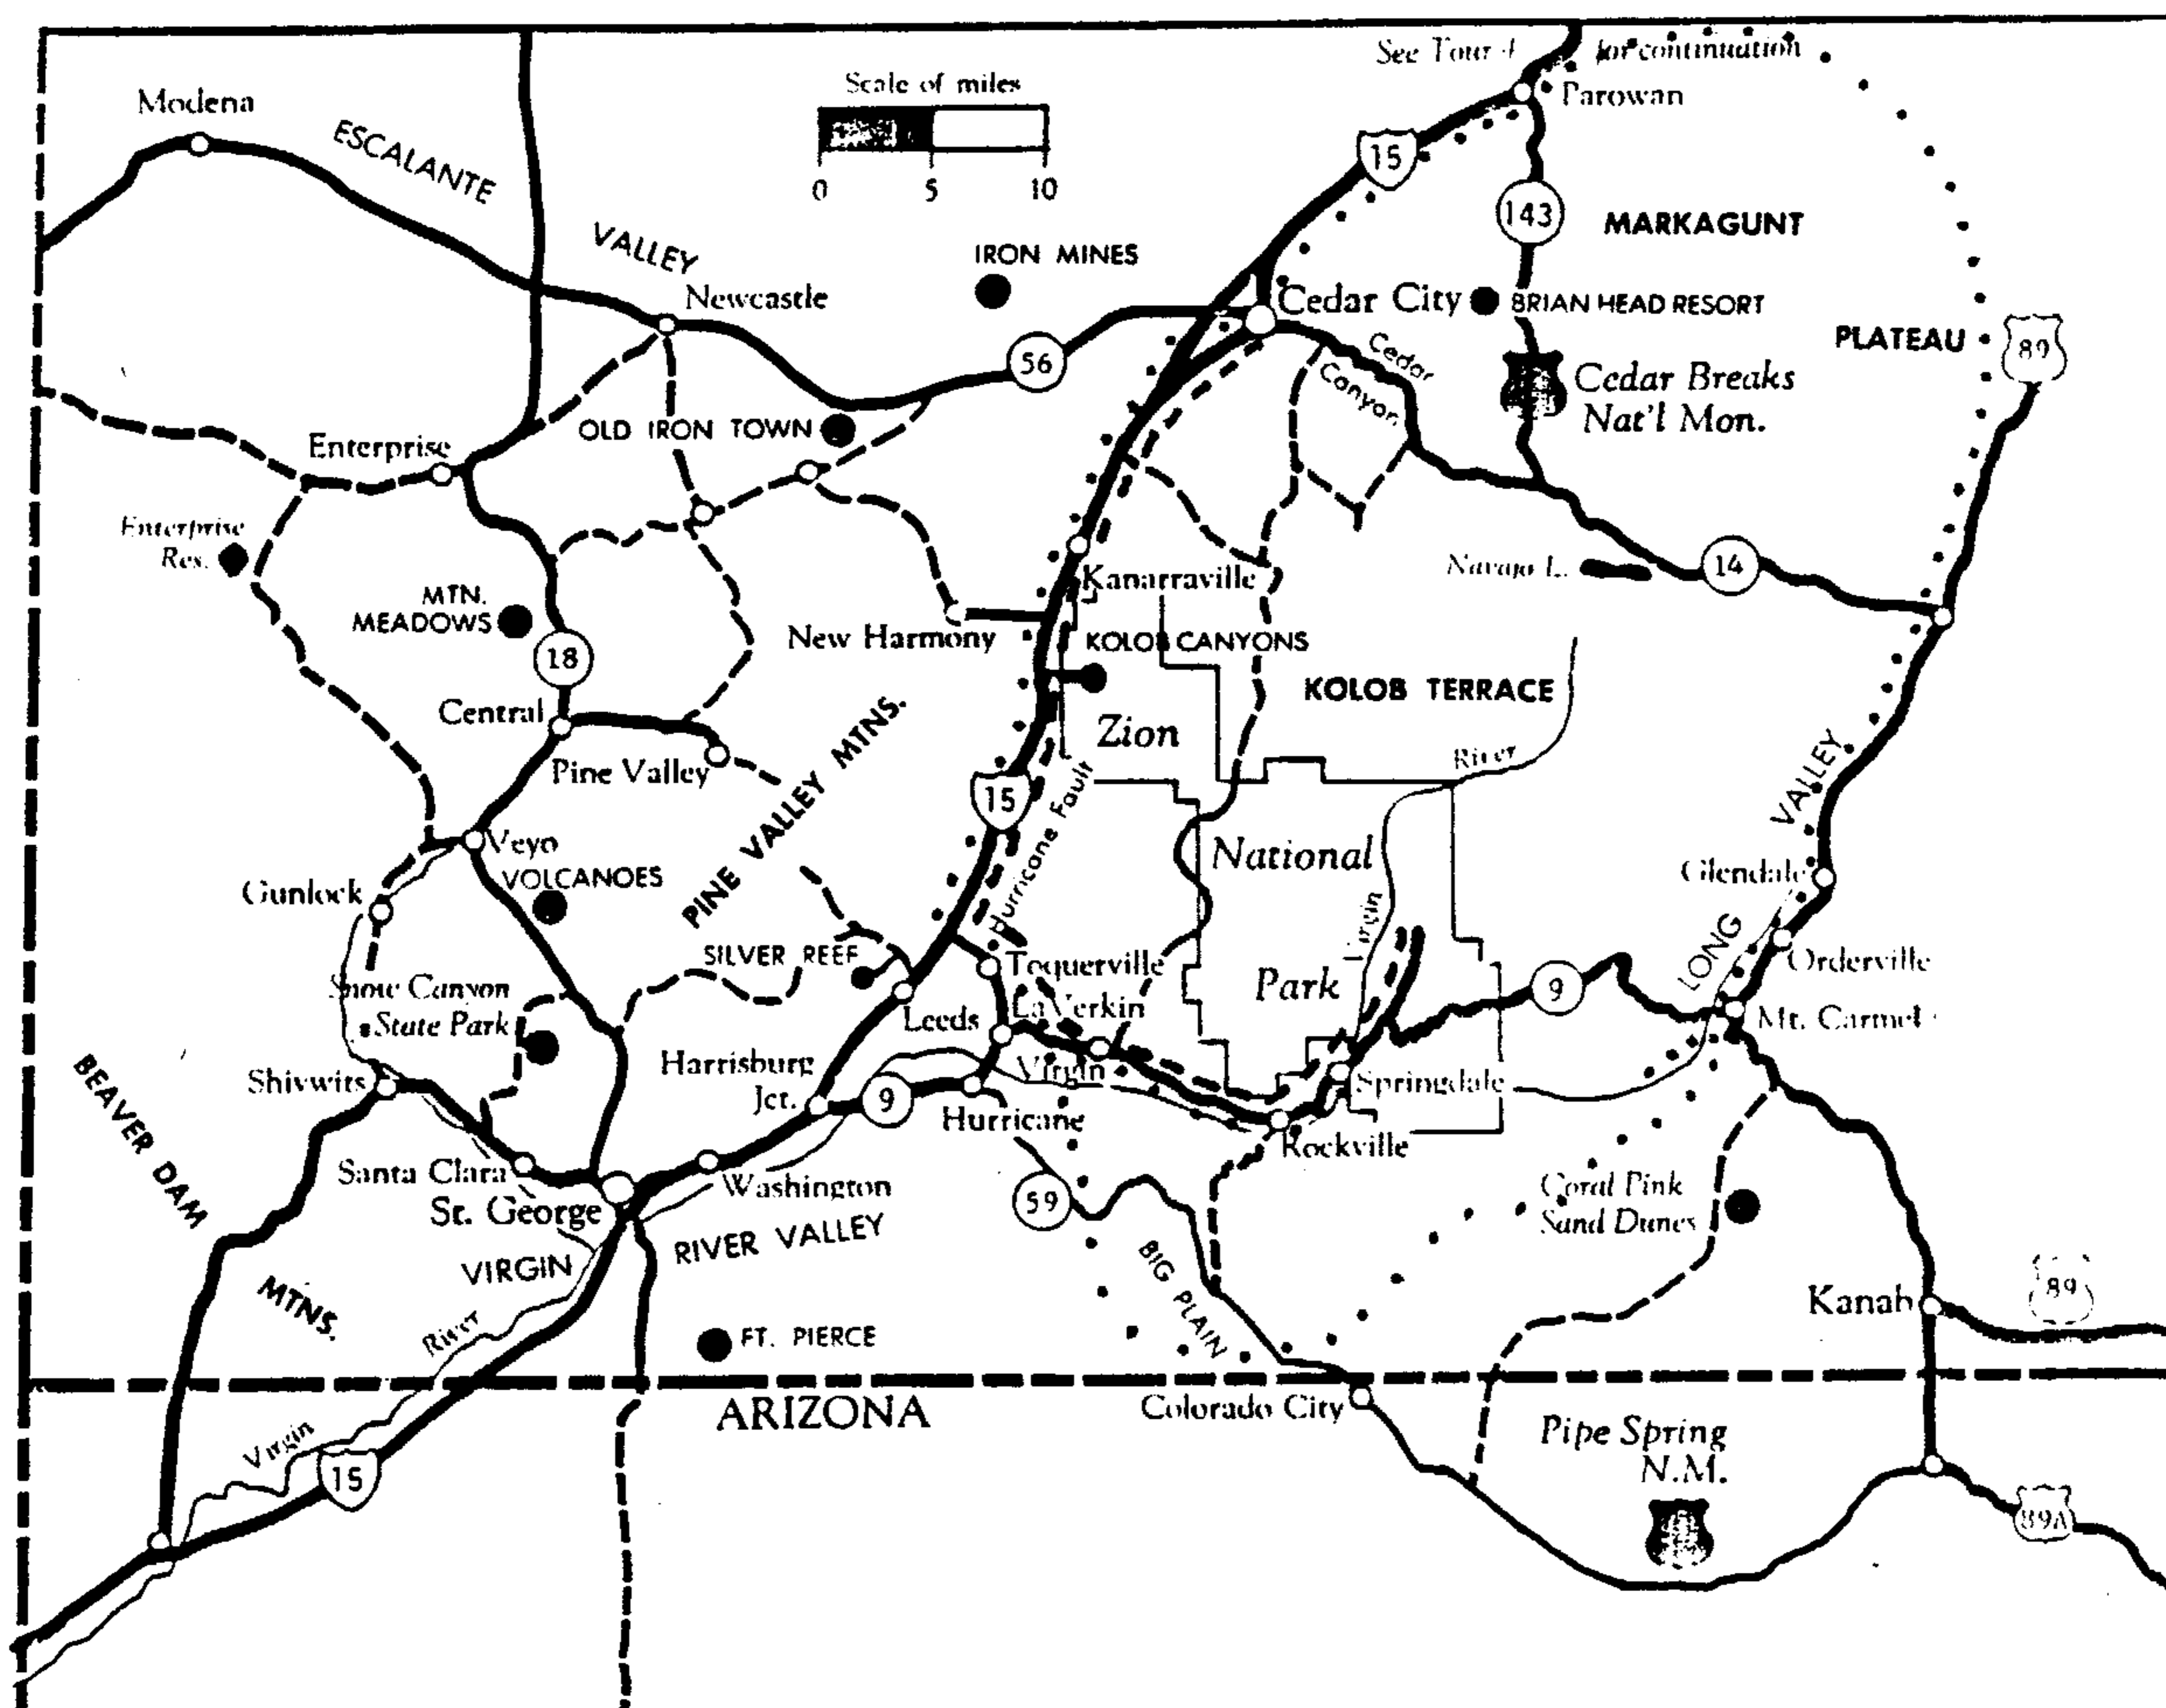 See Tour 4 for continuation
Scale of miles
0 5 10
Modena
ESCALANTE
VALLEY
Parowan
15
143
MARKAGUNT
IRON MINES
Newcastle
Cedar City
BRIAN HEAD RESORT
PLATEAU
89
56
Cedar
Canyon
Cedar Breaks
Nat'l Mon.
OLD IRON TOWN
Enterprise
Enterprise
Res.
Navajo L.
14
Kanarraville
MTN.
MEADOWS
New Harmony
KOLOB CANYONS
18
KOLOB TERRACE
Central
Zion
Pine Valley
PINE VALLEY MTNS.
River
15
Hurricane Fault
VALLEY
Veyo
National
VOLCANOES
Glendale
Gunlock
Virgin
LONG
SILVER REEF
Toquerville
Orderville
Snow Canyon
State Park
Park
9
Leeds
La Verkin
Mt. Carmel
Harrisburg
Jct.
Virgin
BEAVER DAM
Shivwits
9
Springdale
Hurricane
Rockville
Santa Clara
Washington
59
Coral Pink
Sand Dunes
St. George
RIVER VALLEY
VIRGIN
BIG PLAIN
MTNS.
River
Kanab
89
FT. PIERCE
ARIZONA
Colorado City
Virgin
15
Pipe Spring
N.M.
89A